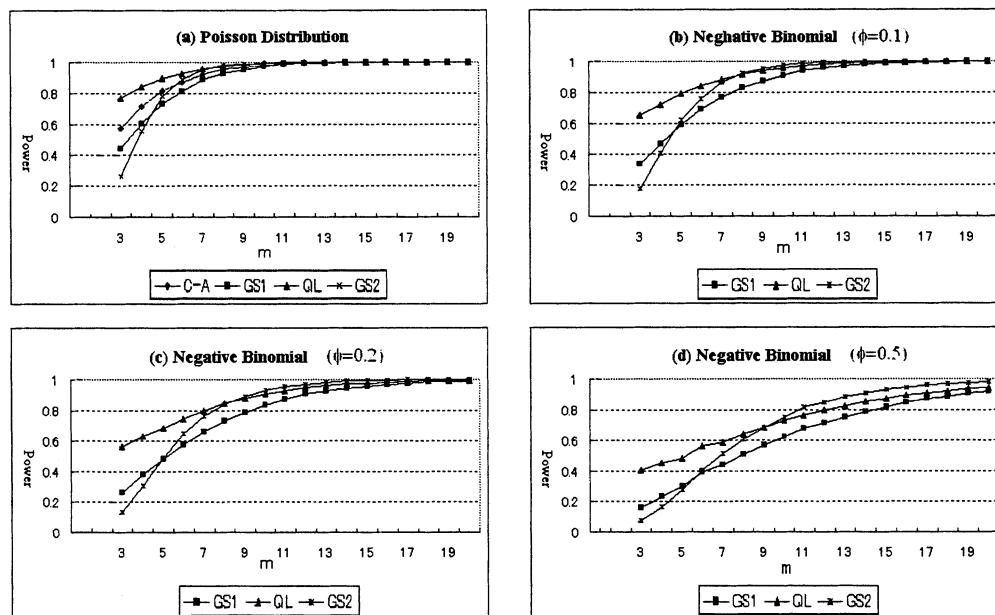 (a) Poisson Distribution
1
0.8
0.6
0.4
0.2
0
Power
3 5 7 9 11 13 15 17 19
m
C-A GS1 QL GS2
(b) Neghative Binomial (ϕ=0.1)
1
0.8
0.6
0.4
0.2
0
Power
3 5 7 9 11 13 15 17 19
m
GS1 QL GS2
(c) Negative Binomial (ϕ=0.2)
1
0.8
0.6
0.4
0.2
0
Power
3 5 7 9 11 13 15 17 19
m
GS1 QL GS2
(d) Negative Binomial (ϕ=0.5)
1
0.8
0.6
0.4
0.2
0
Power
3 5 7 9 11 13 15 17 19
m
GS1 QL GS2